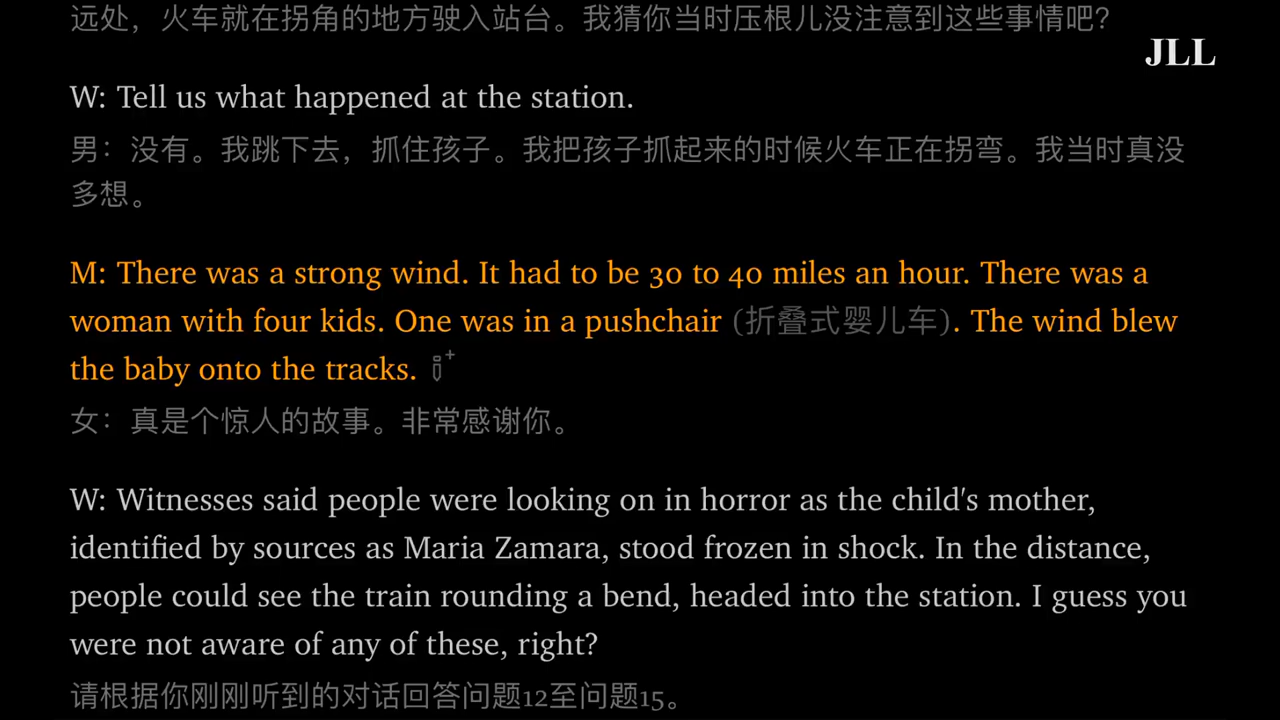 远处，火车就在拐角的地方驶入站台。我猜你当时压根儿没注意到这些事情吧？
JLL
W: Tell us what happened at the station.
男：没有。我跳下去，抓住孩子。我把孩子抓起来的时候火车正在拐弯。我当时真没
多想。
M: There was a strong wind. It had to be 30 to 40 miles an hour. There was a
woman with four kids. One was in a pushchair (折叠式婴儿车). The wind blew
the baby onto the tracks.
女：真是个惊人的故事。非常感谢你。
W: Witnesses said people were looking on in horror as the child's mother,
identified by sources as Maria Zamara, stood frozen in shock. In the distance,
people could see the train rounding a bend, headed into the station. I guess you
were not aware of any of these, right?
请根据你刚刚听到的对话回答问题12至问题15。